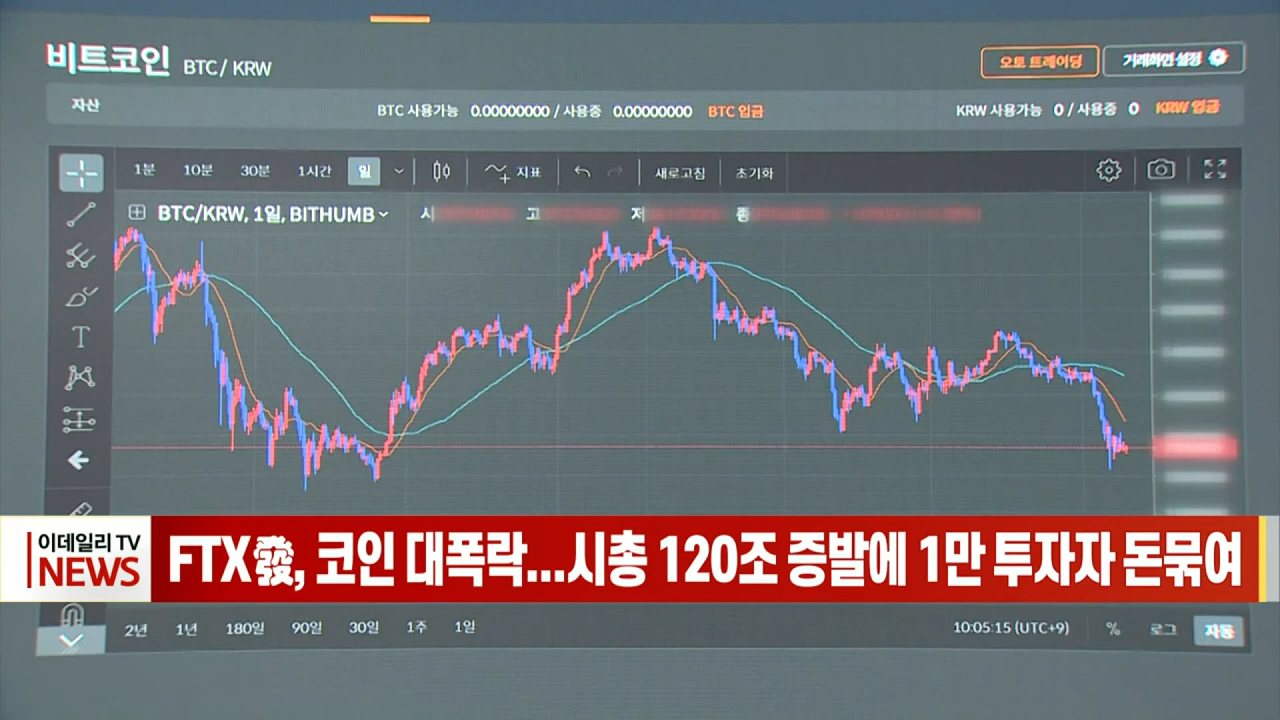 비트코인 BTC/ KRW
오토 트레이딩
거래화면 설정
자산
BTC 사용가능 0.00000000 / 사용중 0.00000000 BTC 입금
KRW 사용가능 0 / 사용중 0 KRW 입금
1분 10분 30분 1시간 일 지표 새로고침 초기화
BTC/KRW, 1일, BITHUMB 시 고 저 종
T
이데일리 TV
NEWS
FTX發, 코인 대폭락...시총 120조 증발에 1만 투자자 돈묶여
2년 1년 180일 90일 30일 1주 1일
10:05:15 (UTC+9) % 로그 자동